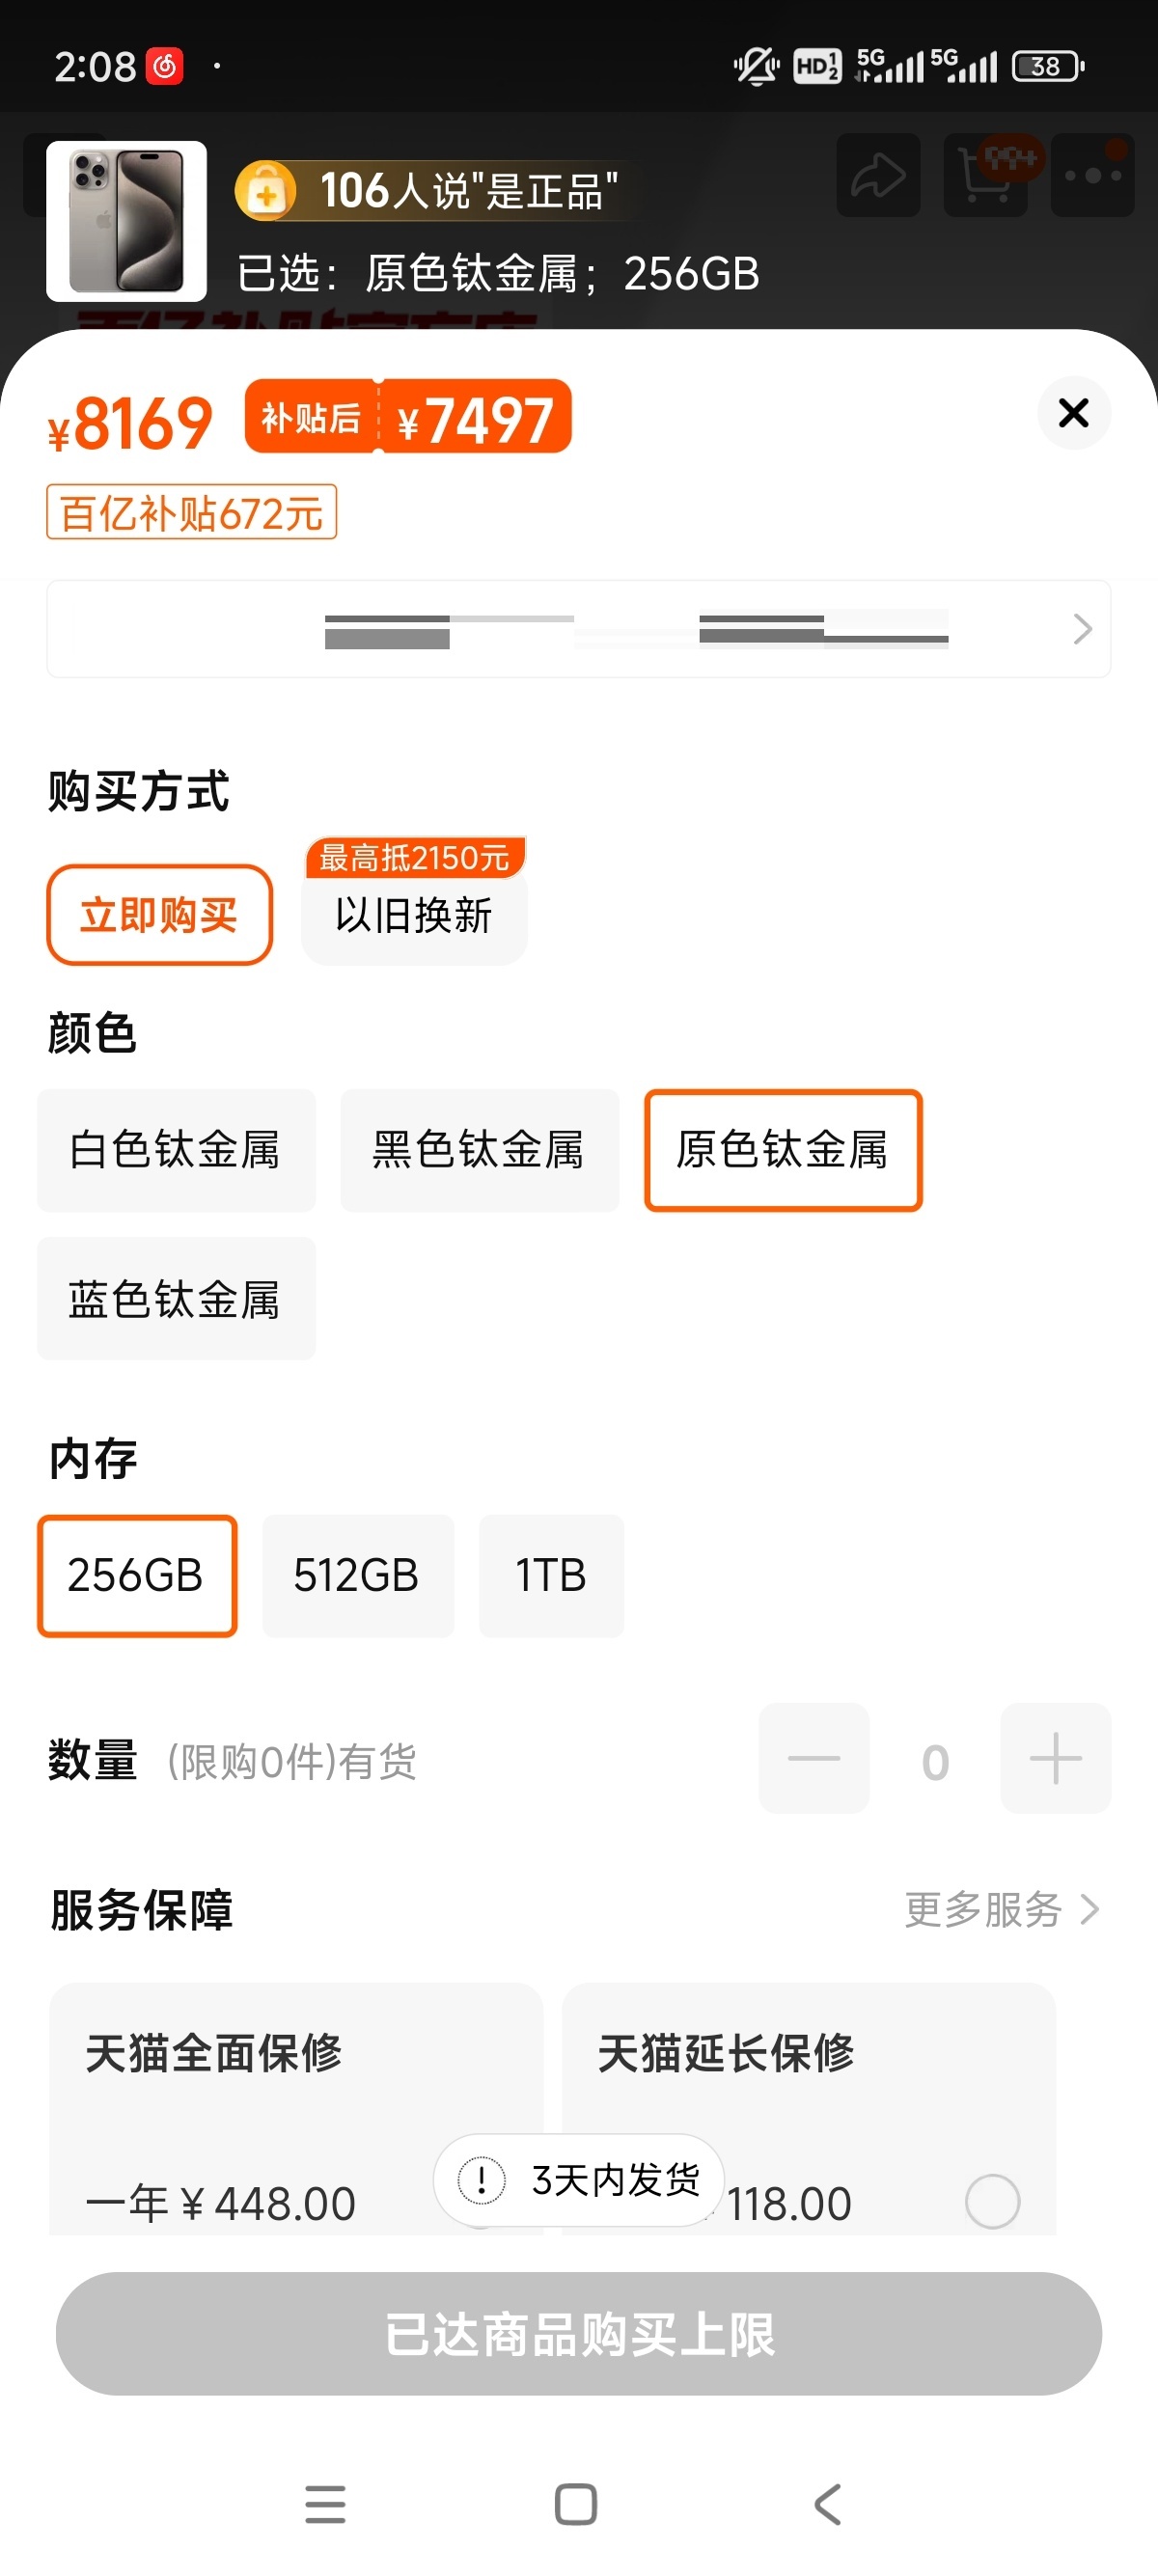 2:08
HD 1 2 5G 5G 38
106人说"是正品"
已选：原色钛金属；256GB
¥8169 补贴后 ¥7497
百亿补贴672元
购买方式
最高抵2150元
立即购买 以旧换新
颜色
白色钛金属 黑色钛金属 原色钛金属
蓝色钛金属
内存
256GB 512GB 1TB
数量 (限购0件)有货 0
服务保障 更多服务
天猫全面保修 天猫延长保修
一年¥448.00 118.00
3天内发货
已达商品购买上限